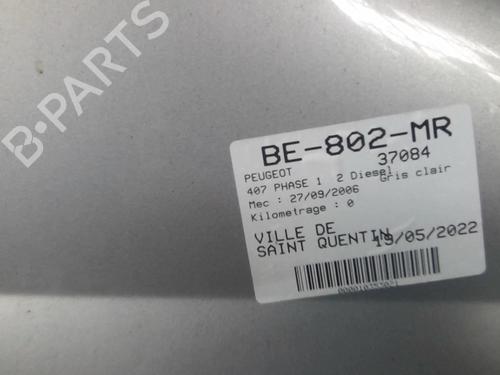 BE-802-MR
PEUGEOT 37084
407 PHASE 1 2 Diesel Gris clair
Mec : 27/09/2006
Kilometrage : 0
VILLE DE
SAINT QUENTIN 19/05/2022
B-PARTS